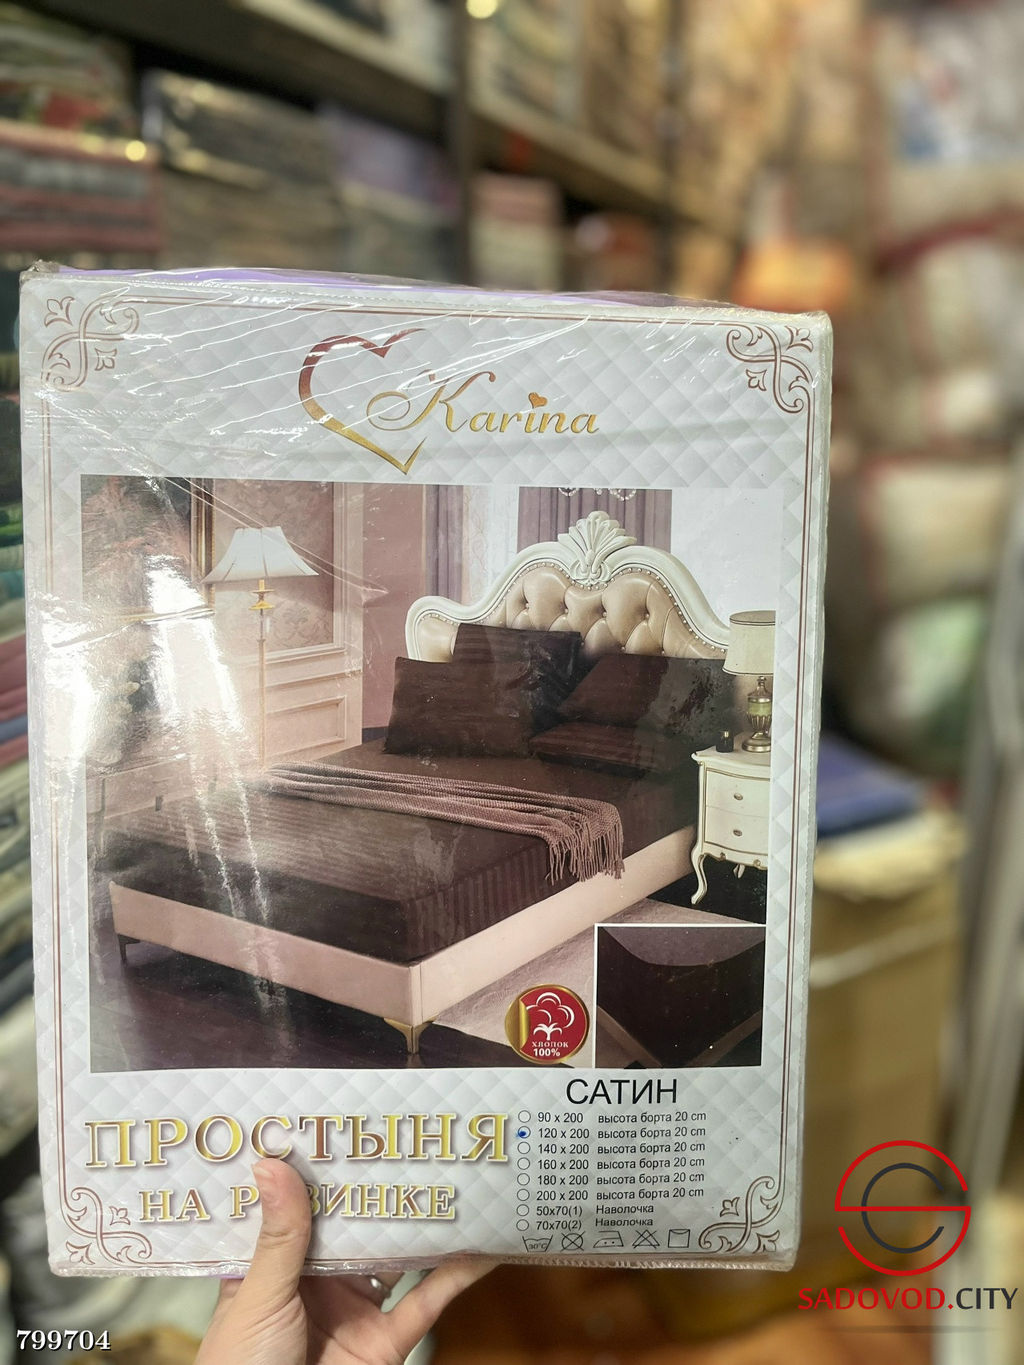 Karina
ХЛОПОК
100%
САТИН
90 x 200 высота борта 20 cm
120 x 200 высота борта 20 cm
140 x 200 высота борта 20 cm
160 x 200 высота борта 20 cm
180 x 200 высота борта 20 cm
200 x 200 высота борта 20 cm
50x70(1) Наволочка
70x70(2) Наволочка
30°C
ПРОСТЫНЯ
НА
SADOVOD.CITY
799704